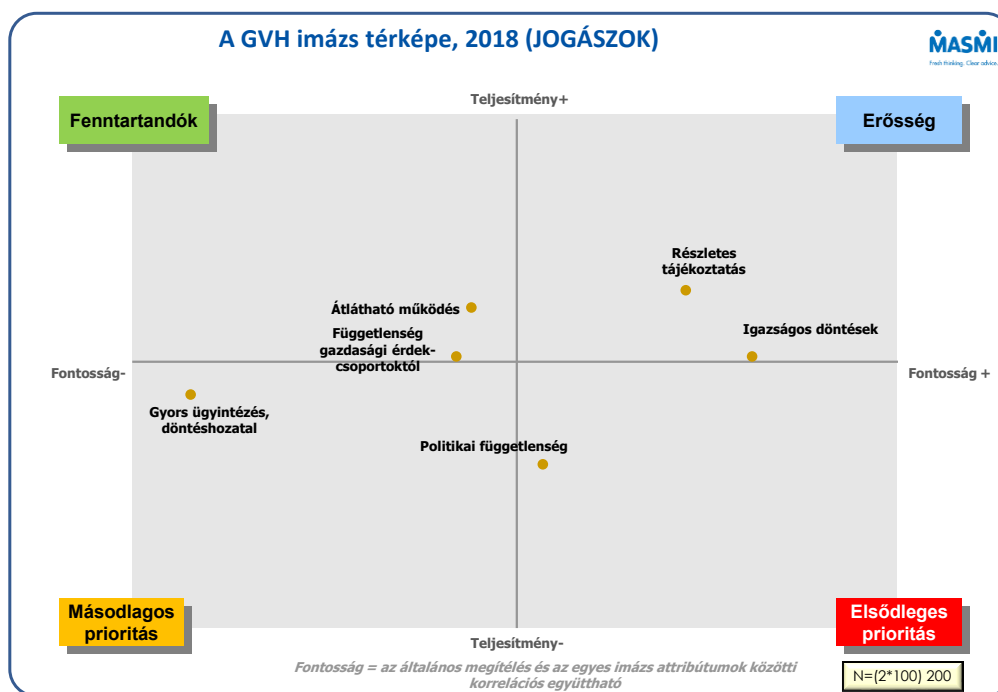 A GVH imázs térképe, 2018 (JOGÁSZOK)
MASMI
Fresh thinking. Clear advice.
Teljesítmény+
Fenntartandók
Erősség
Részletes
tájékoztatás
Átlátható működés
Igazságos döntések
Függetlenség
gazdasági érdek-
csoportoktól
Fontosság-
Fontosság +
Gyors ügyintézés,
döntéshozatal
Politikai függetlenség
Másodlagos
prioritás
Elsődleges
prioritás
Teljesítmény-
Fontosság = az általános megítélés és az egyes imázs attribútumok közötti
korrelációs együttható
N=(2*100) 200